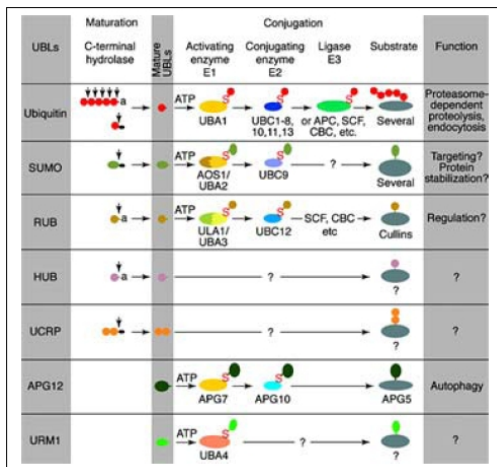 Maturation
Conjugation
UBLs
C-terminal
hydrolase
Mature
UBLs
Activating
enzyme
E1
Conjugating
enzyme
E2
Ligase
E3
Substrate
Function
Ubiquitin
a
ATP
S
UBA1
S
UBC1-8,
10,11,13
S
or APC, SCF,
CBC, etc.
Several
Proteasome-
dependent
proteolysis,
endocytosis
SUMO
ATP
S
AOS1/
UBA2
S
UBC9
?
Several
Targeting?
Protein
stabilization?
RUB
a
ATP
S
ULA1/
UBA3
S
UBC12
SCF, CBC
etc
Cullins
Regulation?
HUB
a
?
?
?
UCRP
?
?
?
APG12
ATP
S
APG7
S
APG10
APG5
Autophagy
URM1
ATP
S
UBA4
?
?
?